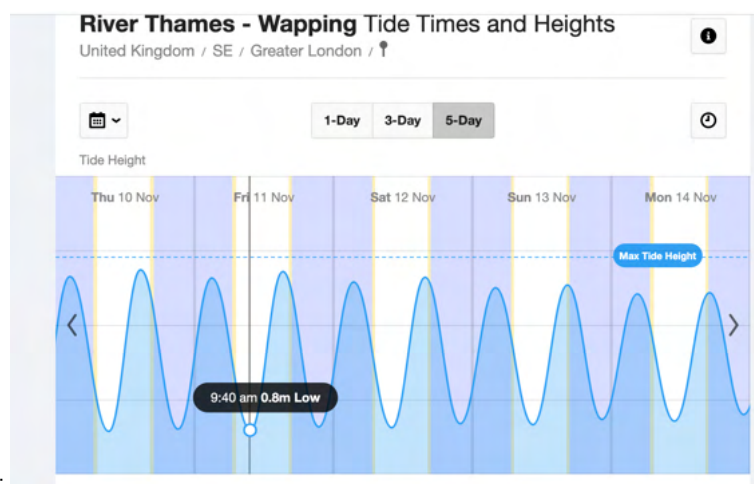 River Thames - Wapping Tide Times and Heights
United Kingdom / SE / Greater London /
1-Day 3-Day 5-Day
Tide Height
Thu 10 Nov Fri 11 Nov Sat 12 Nov Sun 13 Nov Mon 14 Nov
Max Tide Height
9:40 am 0.8m Low